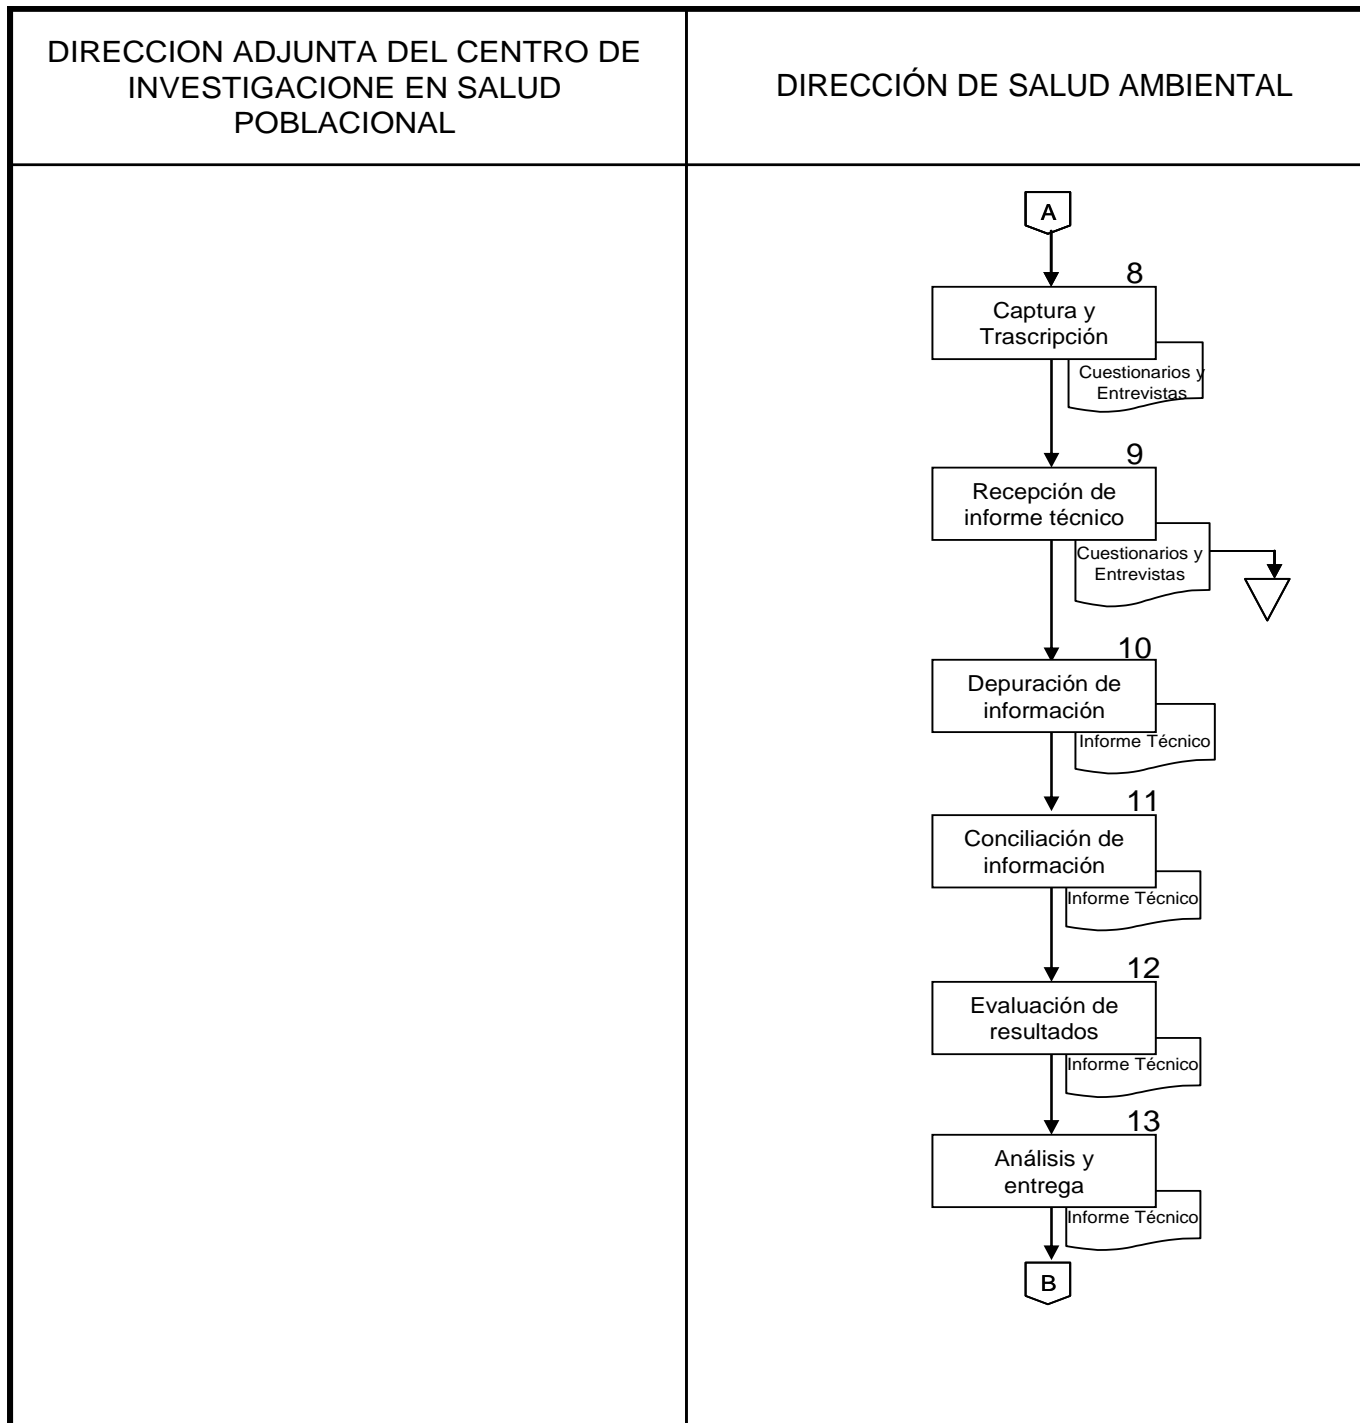 DIRECCION ADJUNTA DEL CENTRO DE
INVESTIGACIONE EN SALUD
POBLACIONAL
DIRECCIÓN DE SALUD AMBIENTAL
A
8
Captura y
Trascripción
Cuestionarios y
Entrevistas
9
Recepción de
informe técnico
Cuestionarios y
Entrevistas
10
Depuración de
información
Informe Técnico
11
Conciliación de
información
Informe Técnico
12
Evaluación de
resultados
Informe Técnico
13
Análisis y
entrega
Informe Técnico
B